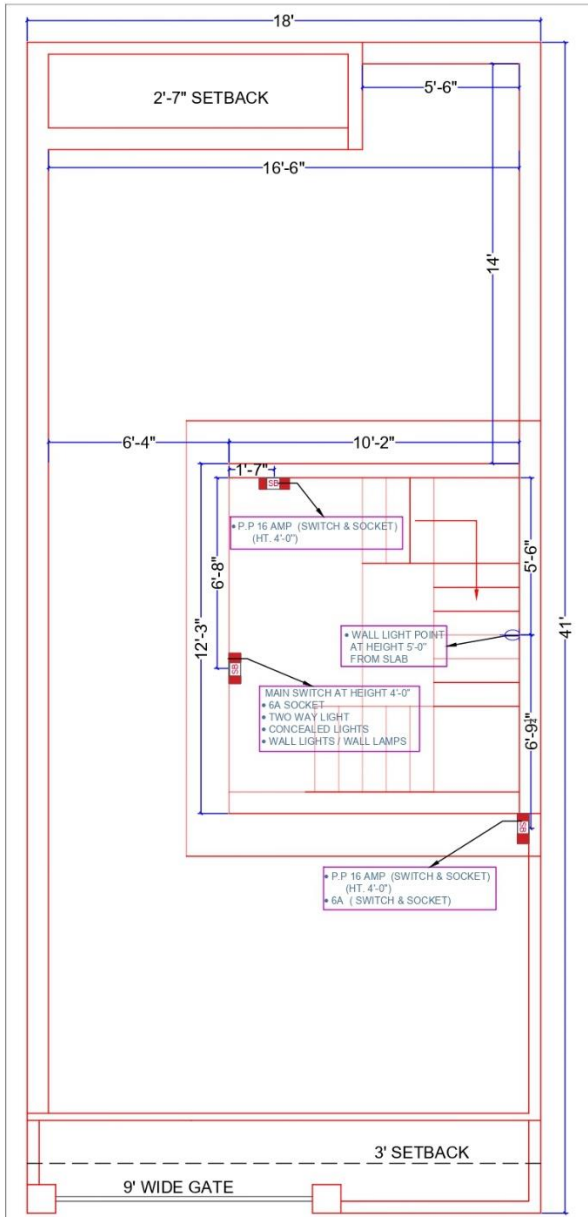 18'
2'-7" SETBACK
5'-6"
16'-6"
14'
6'-4"
10'-2"
1'-7"
SB
• P.P 16 AMP (SWITCH & SOCKET)
(HT. 4'-0")
6'-8"
5'-6"
12'-3"
41'
• WALL LIGHT POINT
AT HEIGHT 5'-0"
FROM SLAB
SB
MAIN SWITCH AT HEIGHT 4'-0"
• 6A SOCKET
• TWO WAY LIGHT
• CONCEALED LIGHTS
• WALL LIGHTS / WALL LAMPS
6'-9¼"
SB
• P.P 16 AMP (SWITCH & SOCKET)
(HT. 4'-0")
• 6A ( SWITCH & SOCKET)
3' SETBACK
9' WIDE GATE